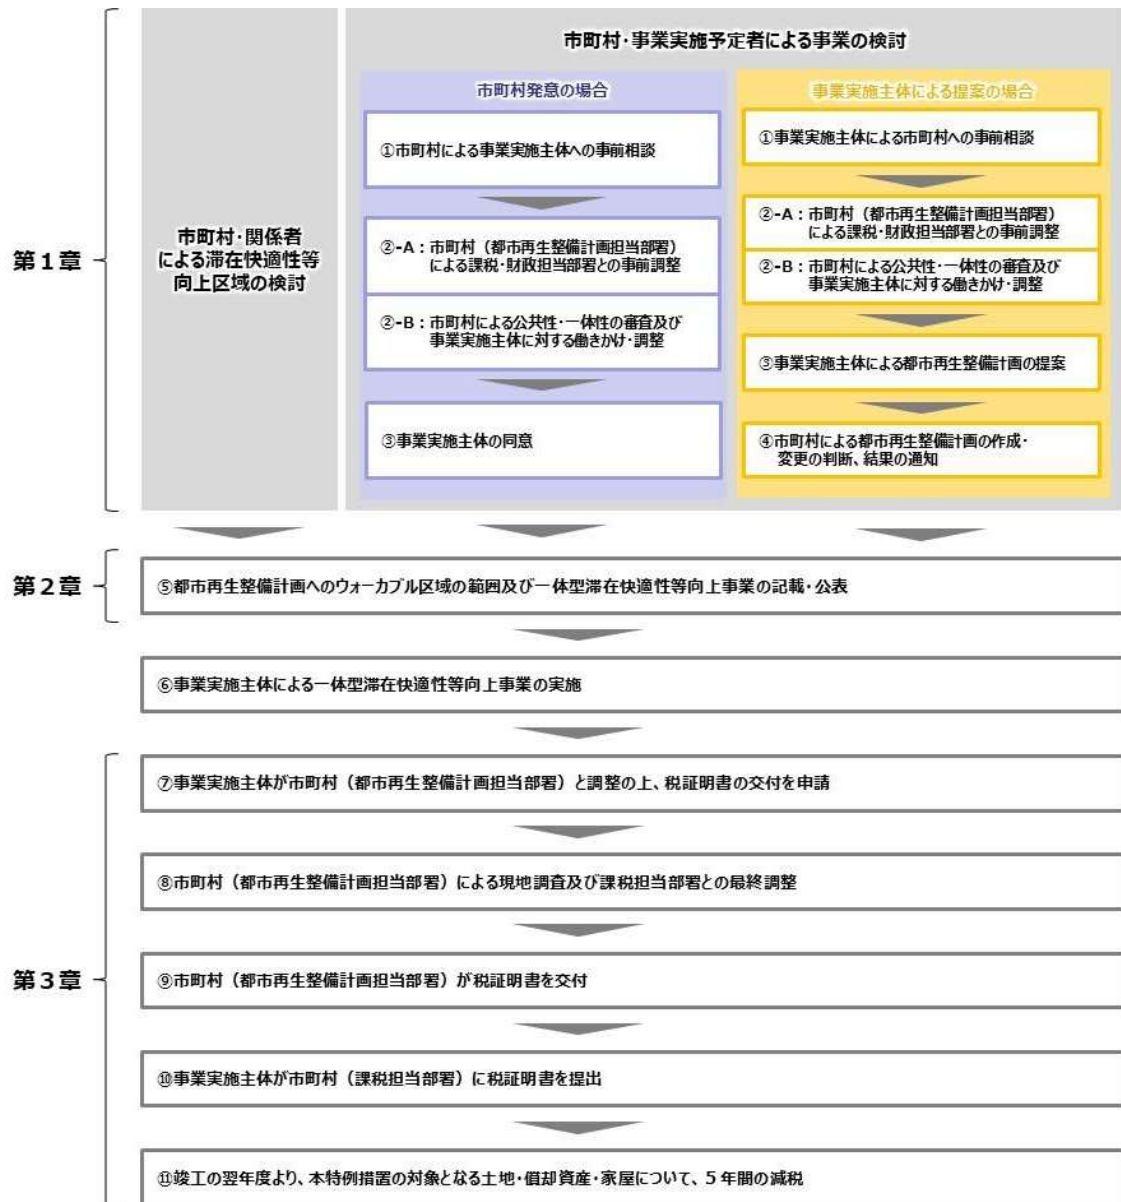 第1章
市町村・関係者
による滞在快適性等
向上区域の検討
市町村・事業実施予定者による事業の検討
市町村発意の場合
①市町村による事業実施主体への事前相談
②-A:市町村(都市再生整備計画担当部署)
による課税・財政担当部署との事前調整
②-B:市町村による公共性・一体性の審査及び
事業実施主体に対する働きかけ・調整
③事業実施主体の同意
事業実施主体による提案の場合
①事業実施主体による市町村への事前相談
②-A:市町村(都市再生整備計画担当部署)
による課税・財政担当部署との事前調整
②-B:市町村による公共性・一体性の審査及び
事業実施主体に対する働きかけ・調整
③事業実施主体による都市再生整備計画の提案
④市町村による都市再生整備計画の作成・
変更の判断、結果の通知
第2章
⑤都市再生整備計画へのウォーカブル区域の範囲及び一体型滞在快適性等向上事業の記載・公表
⑥事業実施主体による一体型滞在快適性等向上事業の実施
第3章
⑦事業実施主体が市町村(都市再生整備計画担当部署)と調整の上、税証明書の交付を申請
⑧市町村(都市再生整備計画担当部署)による現地調査及び課税担当部署との最終調整
⑨市町村(都市再生整備計画担当部署)が税証明書を交付
⑩事業実施主体が市町村(課税担当部署)に税証明書を提出
⑪竣工の翌年度より、本特例措置の対象となる土地・償却資産・家屋について、5年間の減税